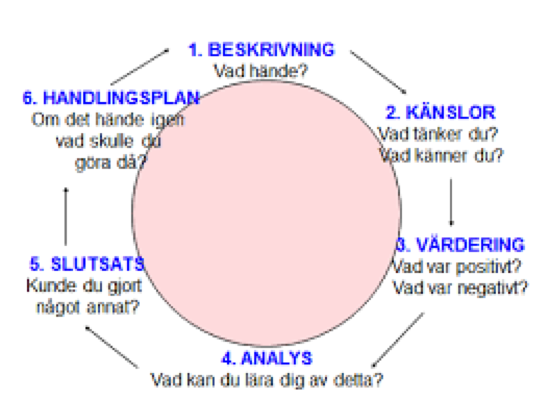 1. BESKRIVNING
Vad hände?
2. KÄNSLOR
Vad tänker du?
Vad känner du?
3. VÄRDERING
Vad var positivt?
Vad var negativt?
4. ANALYS
Vad kan du lära dig av detta?
5. SLUTSATS
Kunde du gjort
något annat?
6. HANDLINGSPLAN
Om det hände igen
vad skulle du
göra då?